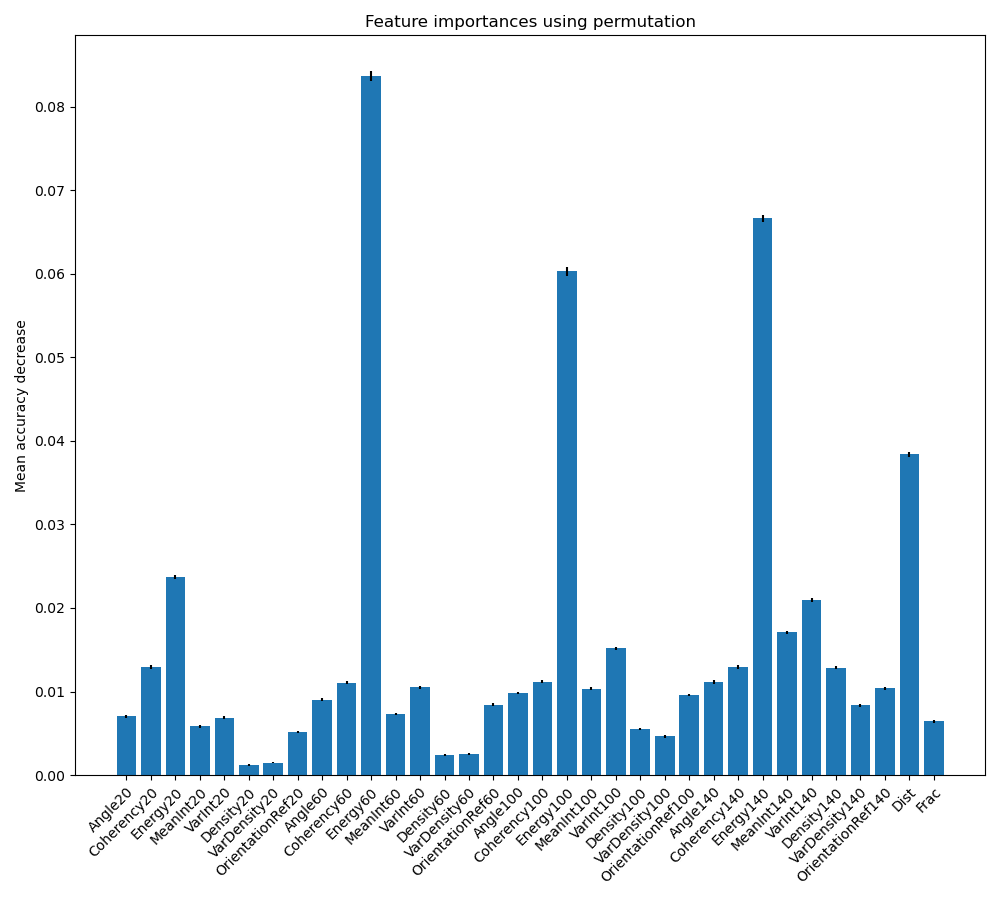 Feature importances using permutation
Mean accuracy decrease
0.08
0.07
0.06
0.05
0.04
0.03
0.02
0.01
0.00
Angle20
Coherency20
Energy20
MeanInt20
VarInt20
Density20
VarDensity20
OrientationRef20
Angle60
Coherency60
Energy60
MeanInt60
VarInt60
Density60
VarDensity60
OrientationRef60
Angle100
Coherency100
Energy100
MeanInt100
VarInt100
Density100
VarDensity100
OrientationRef100
Angle140
Coherency140
Energy140
MeanInt140
VarInt140
Density140
VarDensity140
OrientationRef140
Dist
Frac